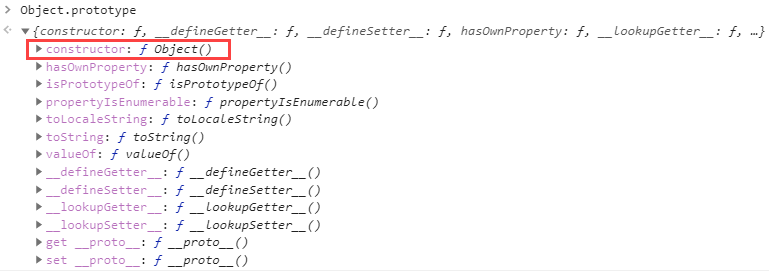 > Object.prototype
<· ▼{constructor: ƒ, __defineGetter__: ƒ, __defineSetter__: ƒ, hasOwnProperty: ƒ, __lookupGetter__: ƒ, …}
▶ constructor: ƒ Object()
▶ hasOwnProperty: ƒ hasOwnProperty()
▶ isPrototypeOf: ƒ isPrototypeOf()
▶ propertyIsEnumerable: ƒ propertyIsEnumerable()
▶ toLocaleString: ƒ toLocaleString()
▶ toString: ƒ toString()
▶ valueOf: ƒ valueOf()
▶ __defineGetter__: ƒ __defineGetter__()
▶ __defineSetter__: ƒ __defineSetter__()
▶ __lookupGetter__: ƒ __lookupGetter__()
▶ __lookupSetter__: ƒ __lookupSetter__()
▶ get __proto__: ƒ __proto__()
▶ set __proto__: ƒ __proto__()